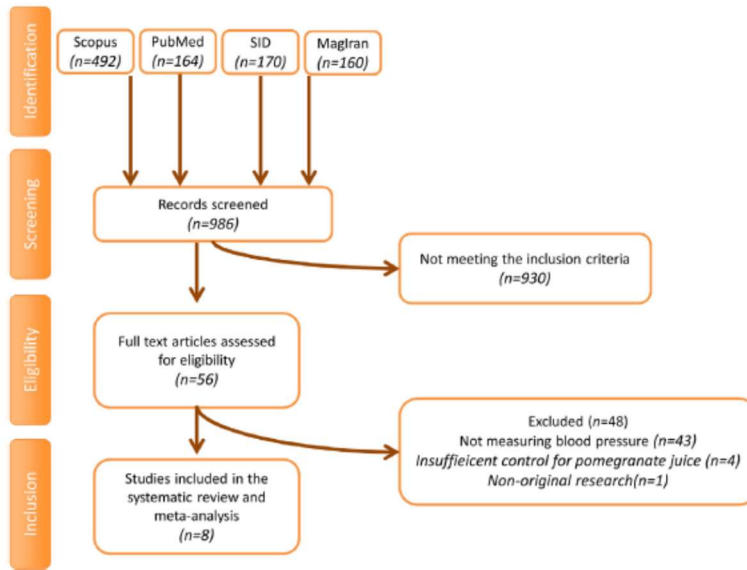 Identification
Scopus
(n=492)
PubMed
(n=164)
SID
(n=170)
MagIran
(n=160)
Screening
Records screened
(n=986)
Not meeting the inclusion criteria
(n=930)
Eligibility
Full text articles assessed
for eligibility
(n=56)
Excluded (n=48)
Not measuring blood pressure (n=43)
Insuffieicent control for pomegranate juice (n=4)
Non-original research(n=1)
Inclusion
Studies included in the
systematic review and
meta-analysis
(n=8)